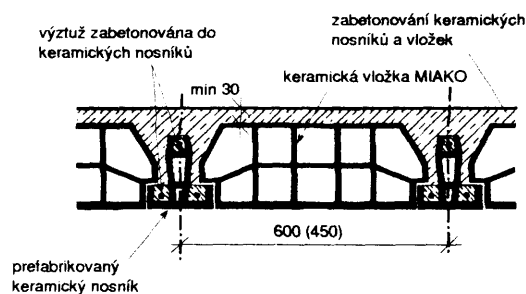 výztuž zabetonována do
keramických nosníků
zabetonování keramických
nosníků a vložek
min 30
keramická vložka MIAKO
600 (450)
prefabrikovaný
keramický nosník